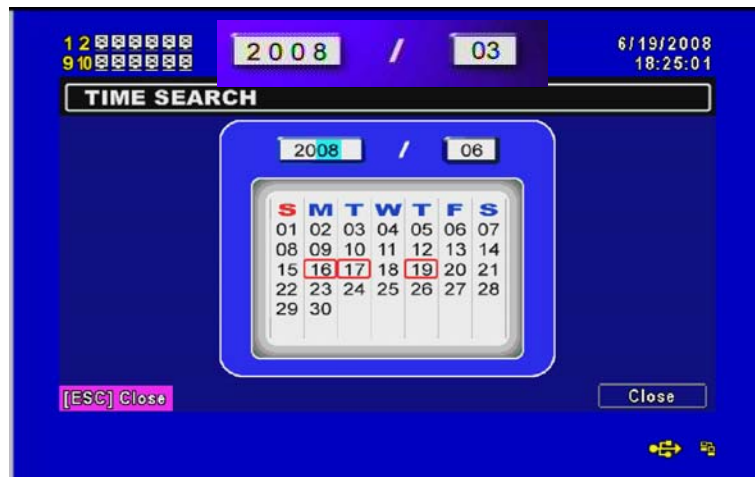 1 2
9 10
2008 / 03
6/19/2008
18:25:01
TIME SEARCH
2008 / 06
S M T W T F S
01 02 03 04 05 06 07
08 09 10 11 12 13 14
15 16 17 18 19 20 21
22 23 24 25 26 27 28
29 30
[ESC] Close
Close